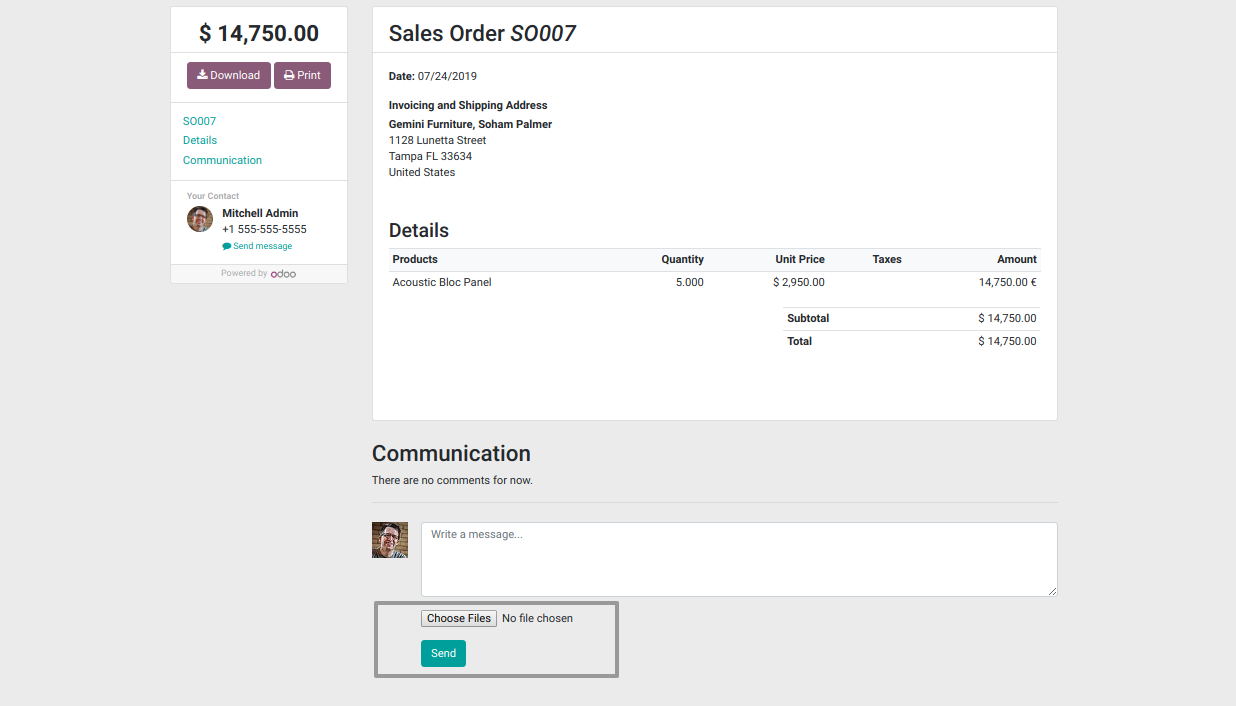 $ 14,750.00
Download
Print
SO007
Details
Communication
Your Contact
Mitchell Admin
+1 555-555-5555
Send message
Powered by odoo
Sales Order SO007
Date: 07/24/2019
Invoicing and Shipping Address
Gemini Furniture, Soham Palmer
1128 Lunetta Street
Tampa FL 33634
United States
Details
Products Quantity Unit Price Taxes Amount
Acoustic Bloc Panel 5.000 $ 2,950.00 14,750.00 €
Subtotal $ 14,750.00
Total $ 14,750.00
Communication
There are no comments for now.
Write a message...
Choose Files No file chosen
Send